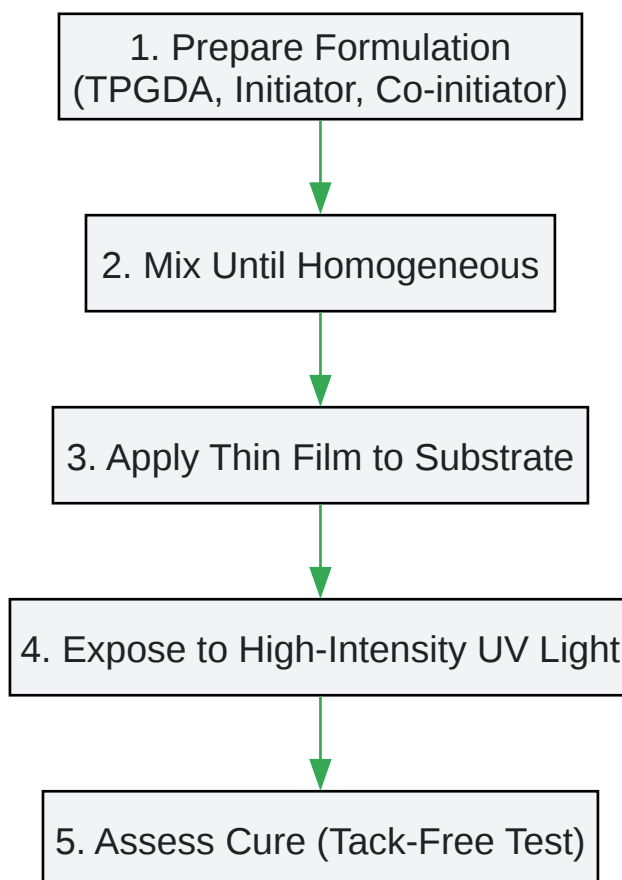 1. Prepare Formulation
(TPGDA, Initiator, Co-initiator)
2. Mix Until Homogeneous
3. Apply Thin Film to Substrate
4. Expose to High-Intensity UV Light
5. Assess Cure (Tack-Free Test)